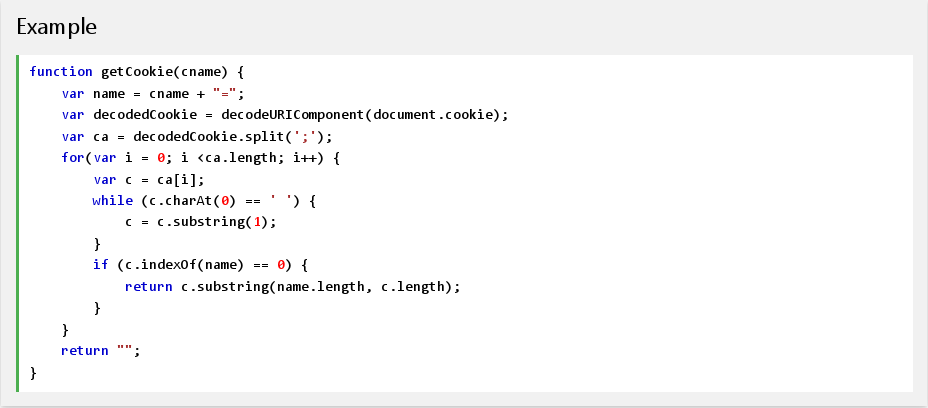 Example
function getCookie(cname) {
    var name = cname + "=";
    var decodedCookie = decodeURIComponent(document.cookie);
    var ca = decodedCookie.split(';');
    for(var i = 0; i <ca.length; i++) {
        var c = ca[i];
        while (c.charAt(0) == ' ') {
            c = c.substring(1);
        }
        if (c.indexOf(name) == 0) {
            return c.substring(name.length, c.length);
        }
    }
    return "";
}